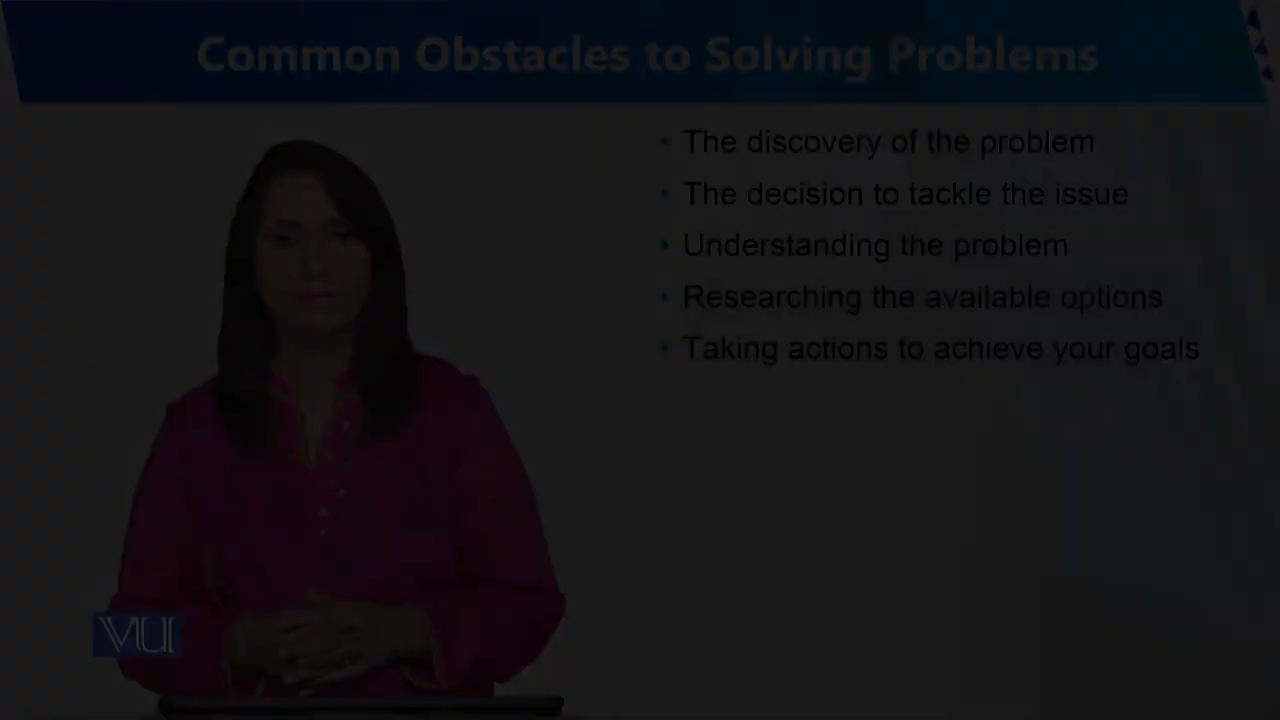 Common Obstacles to Solving Problems
• The discovery of the problem
• The decision to tackle the issue
• Understanding the problem
• Researching the available options
• Taking actions to achieve your goals
VU